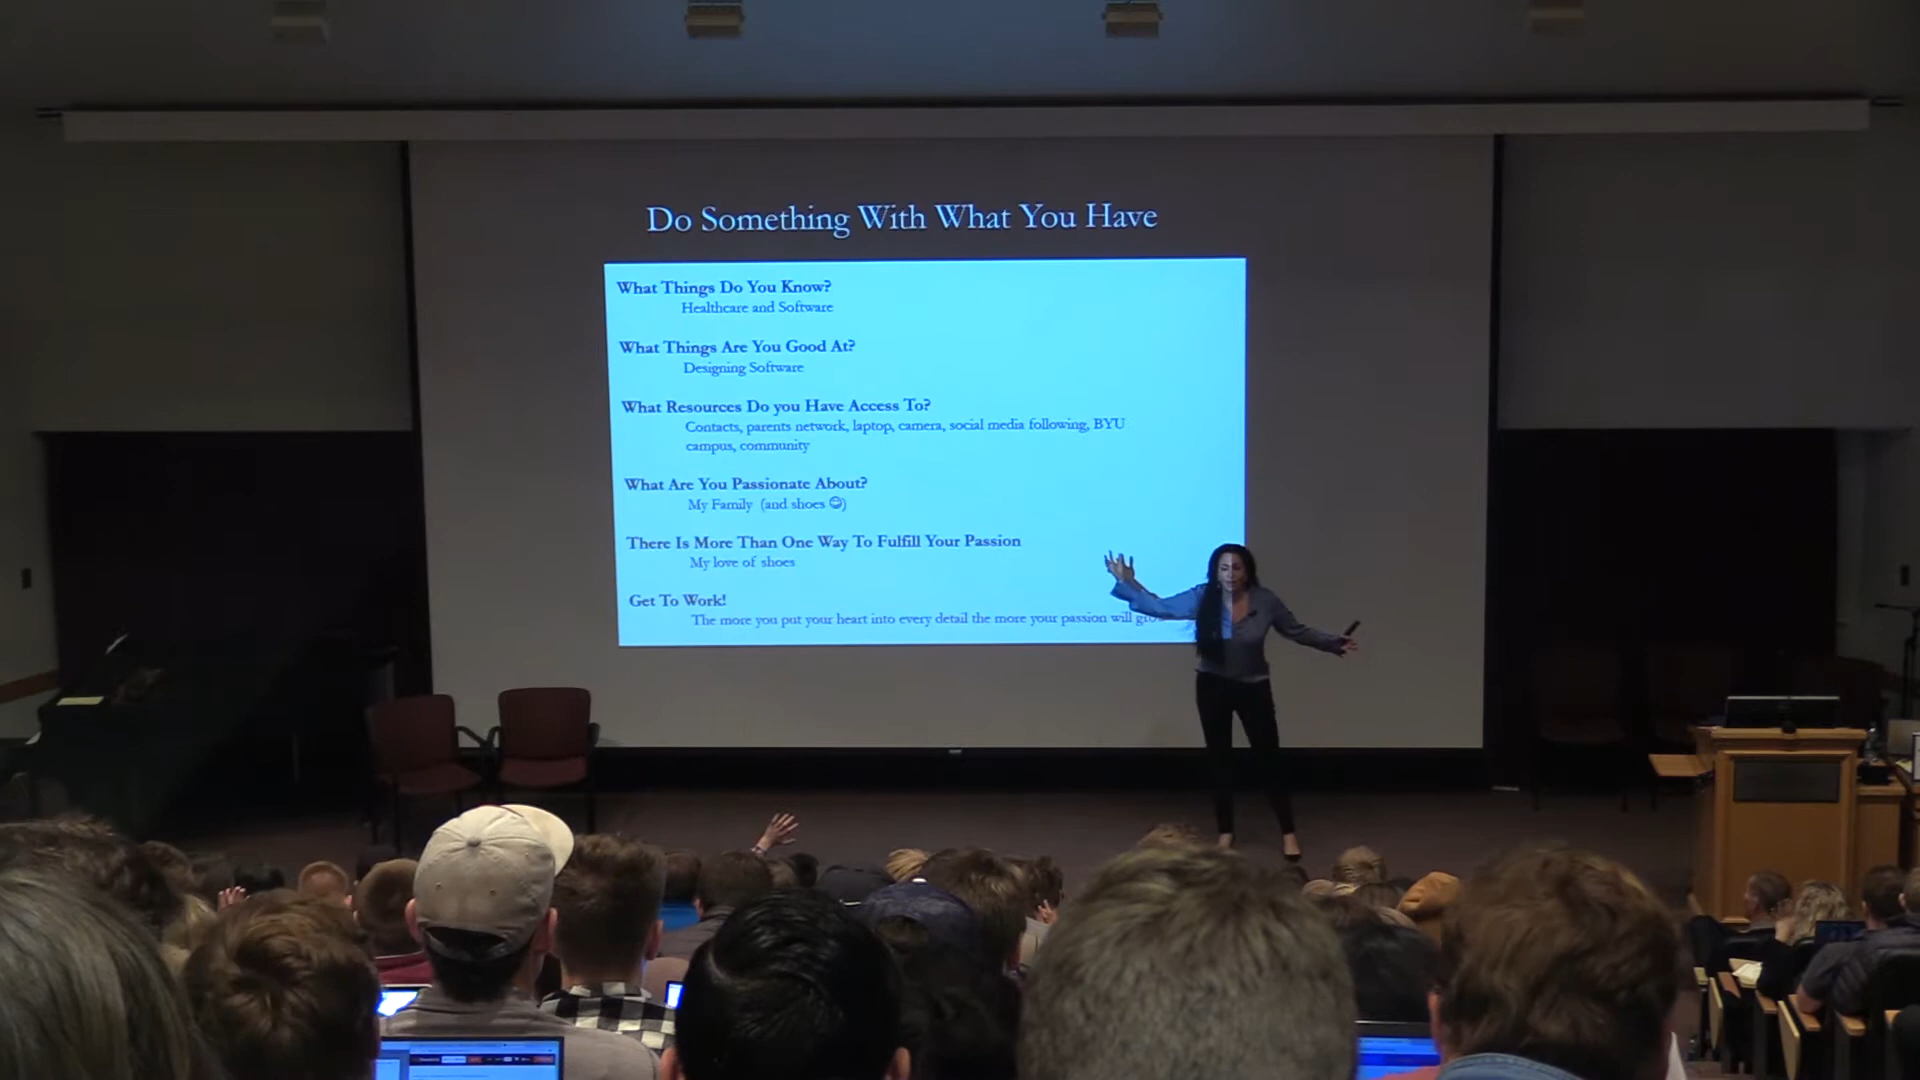 Do Something With What You Have
What Things Do You Know?
Healthcare and Software
What Things Are You Good At?
Designing Software
What Resources Do you Have Access To?
Contacts, parents network, laptop, camera, social media following, BYU
campus, community
What Are You Passionate About?
My Family (and shoes 😊)
There Is More Than One Way To Fulfill Your Passion
My love of shoes
Get To Work!
The more you put your heart into every detail the more your passion will